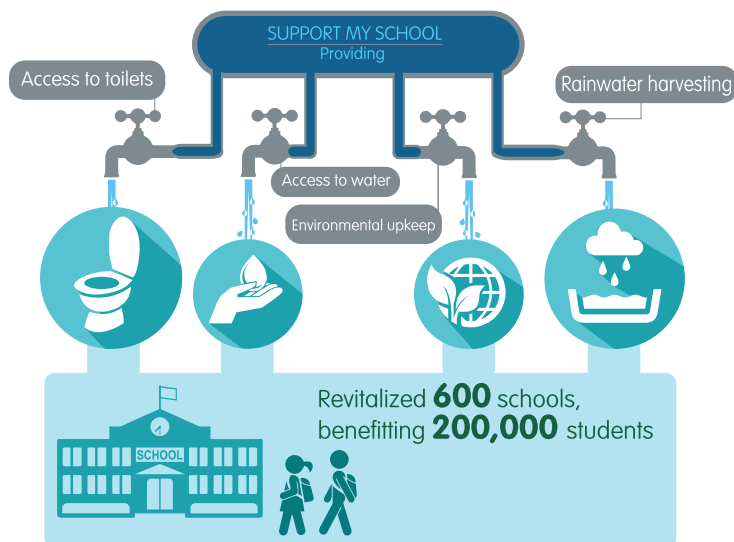 SUPPORT MY SCHOOL
Providing
Access to toilets
Rainwater harvesting
Access to water
Environmental upkeep
Revitalized 600 schools,
benefitting 200,000 students
SCHOOL